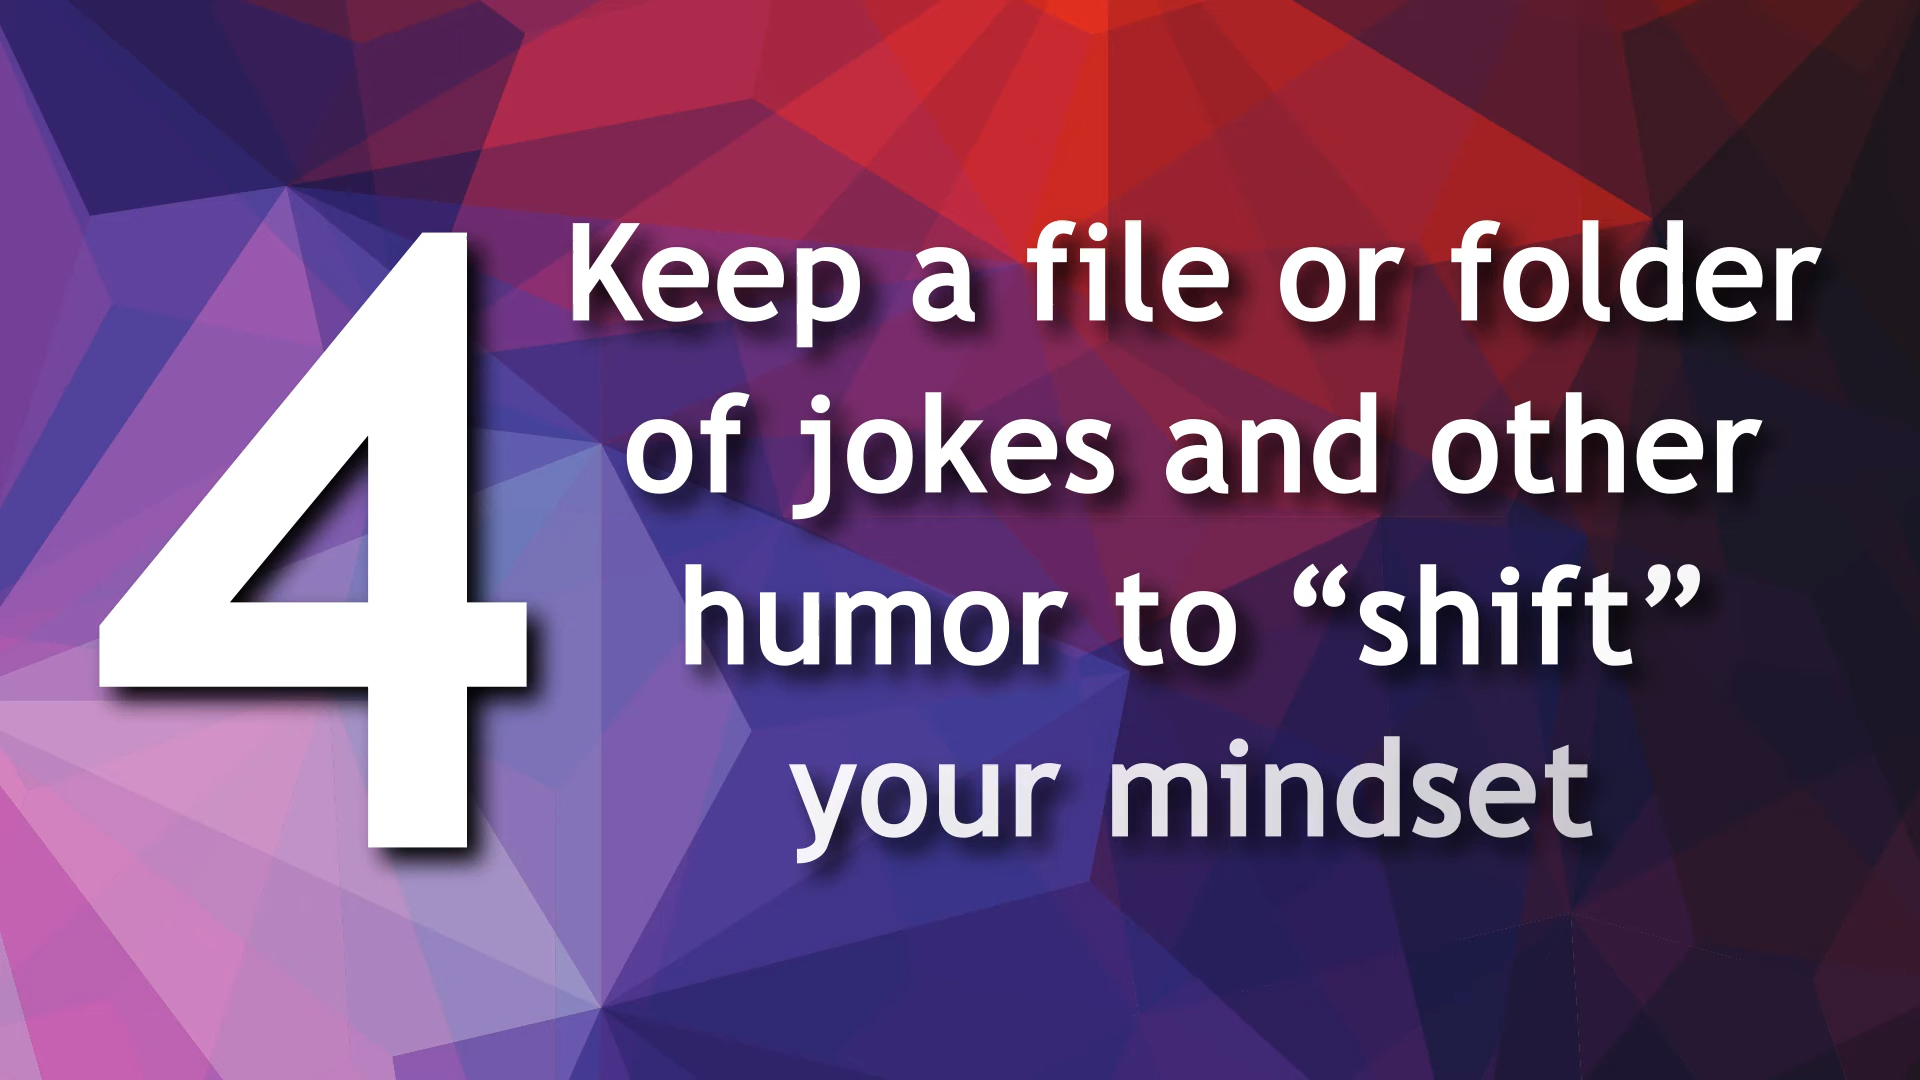 4
Keep a file or folder
of jokes and other
humor to “shift”
your mindset